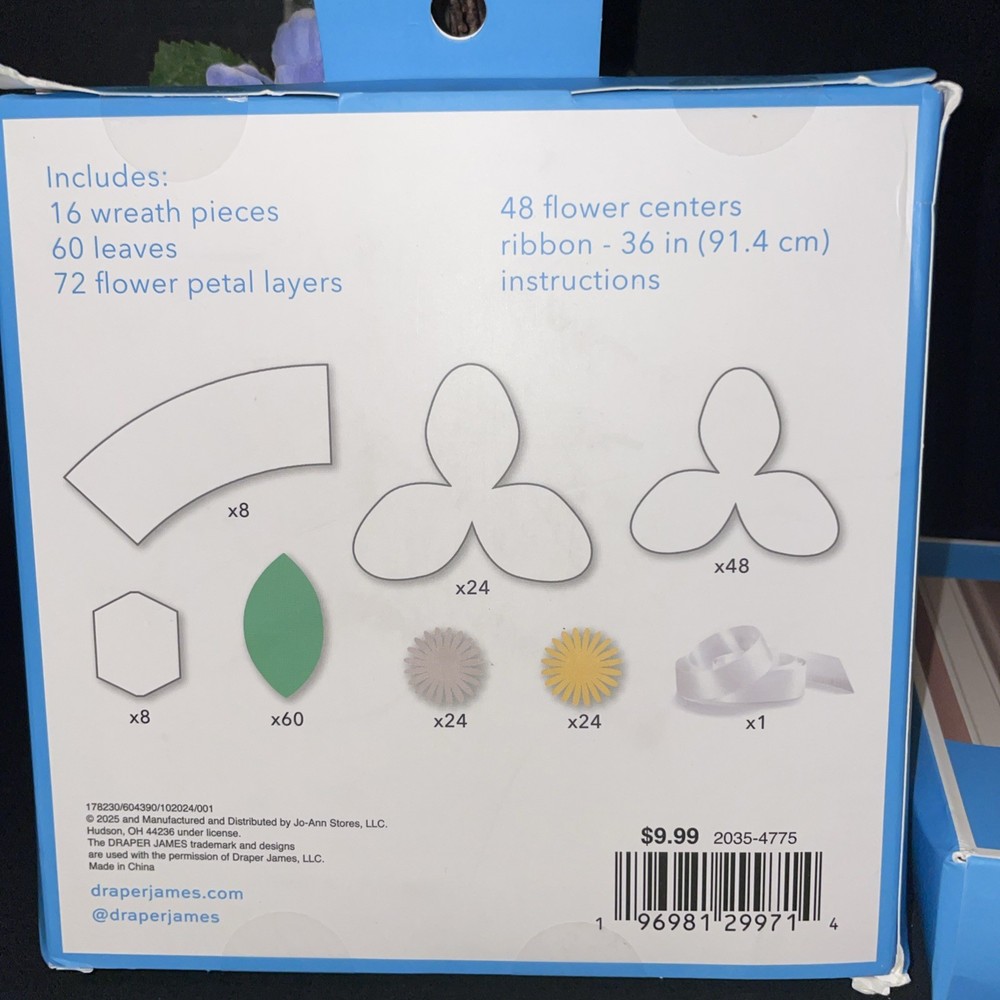 Includes:
16 wreath pieces
60 leaves
72 flower petal layers
48 flower centers
ribbon - 36 in (91.4 cm)
instructions
x8
x24
x48
x8
x60
x24
x24
x1
178230/604390/102024/001
© 2025 and Manufactured and Distributed by Jo-Ann Stores, LLC.
Hudson, OH 44236 under license.
The DRAPER JAMES trademark and designs
are used with the permission of Draper James, LLC.
Made in China
draperjames.com
@draperjames
$9.99 2035-4775
1 96981 29971 4